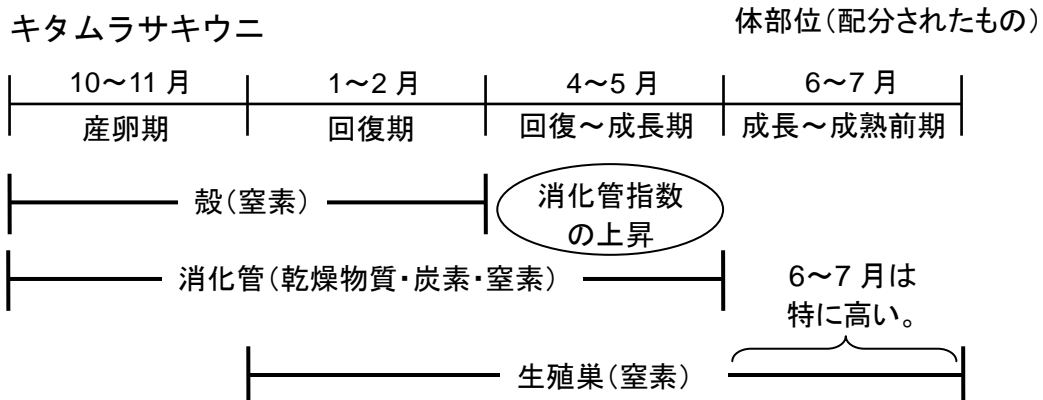 キタムラサキウニ
体部位(配分されたもの)
10～11 月 1～2 月 4～5 月 6～7 月
産卵期 回復期 回復～成長期 成長～成熟前期
殻(窒素)
消化管指数
の上昇
消化管(乾燥物質・炭素・窒素)
6～7 月は
特に高い。
生殖巣(窒素)